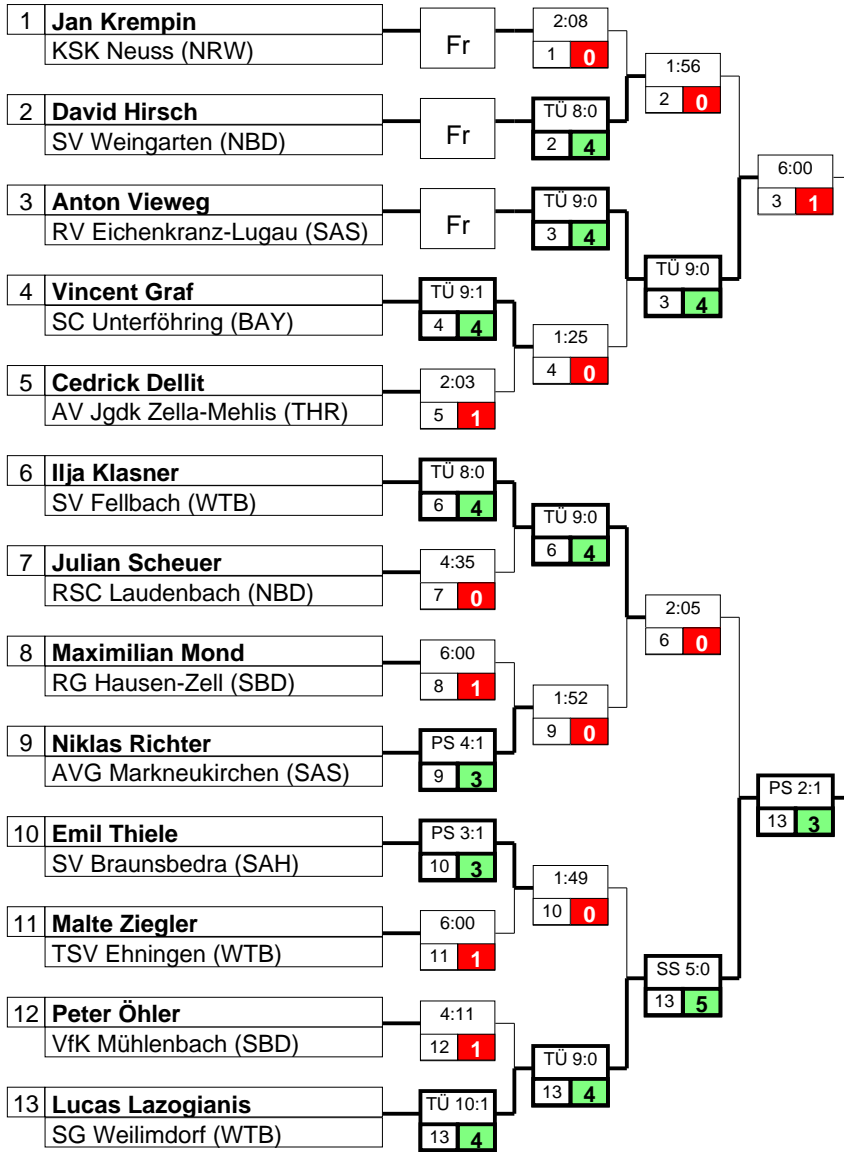 1 Jan Krempin
KSK Neuss (NRW)
Fr
2:08
1 0
1:56
2 0
2 David Hirsch
SV Weingarten (NBD)
Fr
TÜ 8:0
2 4
6:00
3 1
3 Anton Vieweg
RV Eichenkranz-Lugau (SAS)
Fr
TÜ 9:0
3 4
TÜ 9:0
3 4
4 Vincent Graf
SC Unterföhring (BAY)
TÜ 9:1
4 4
1:25
4 0
5 Cedrick Dellit
AV Jgdk Zella-Mehlis (THR)
2:03
5 1
6 Ilja Klasner
SV Fellbach (WTB)
TÜ 8:0
6 4
TÜ 9:0
6 4
7 Julian Scheuer
RSC Laudenbach (NBD)
4:35
7 0
2:05
6 0
8 Maximilian Mond
RG Hausen-Zell (SBD)
6:00
8 1
1:52
9 0
9 Niklas Richter
AVG Markneukirchen (SAS)
PS 4:1
9 3
PS 2:1
13 3
10 Emil Thiele
SV Braunsbedra (SAH)
PS 3:1
10 3
1:49
10 0
11 Malte Ziegler
TSV Ehningen (WTB)
6:00
11 1
SS 5:0
13 5
12 Peter Öhler
VfK Mühlenbach (SBD)
4:11
12 1
TÜ 9:0
13 4
13 Lucas Lazogianis
SG Weilimdorf (WTB)
TÜ 10:1
13 4